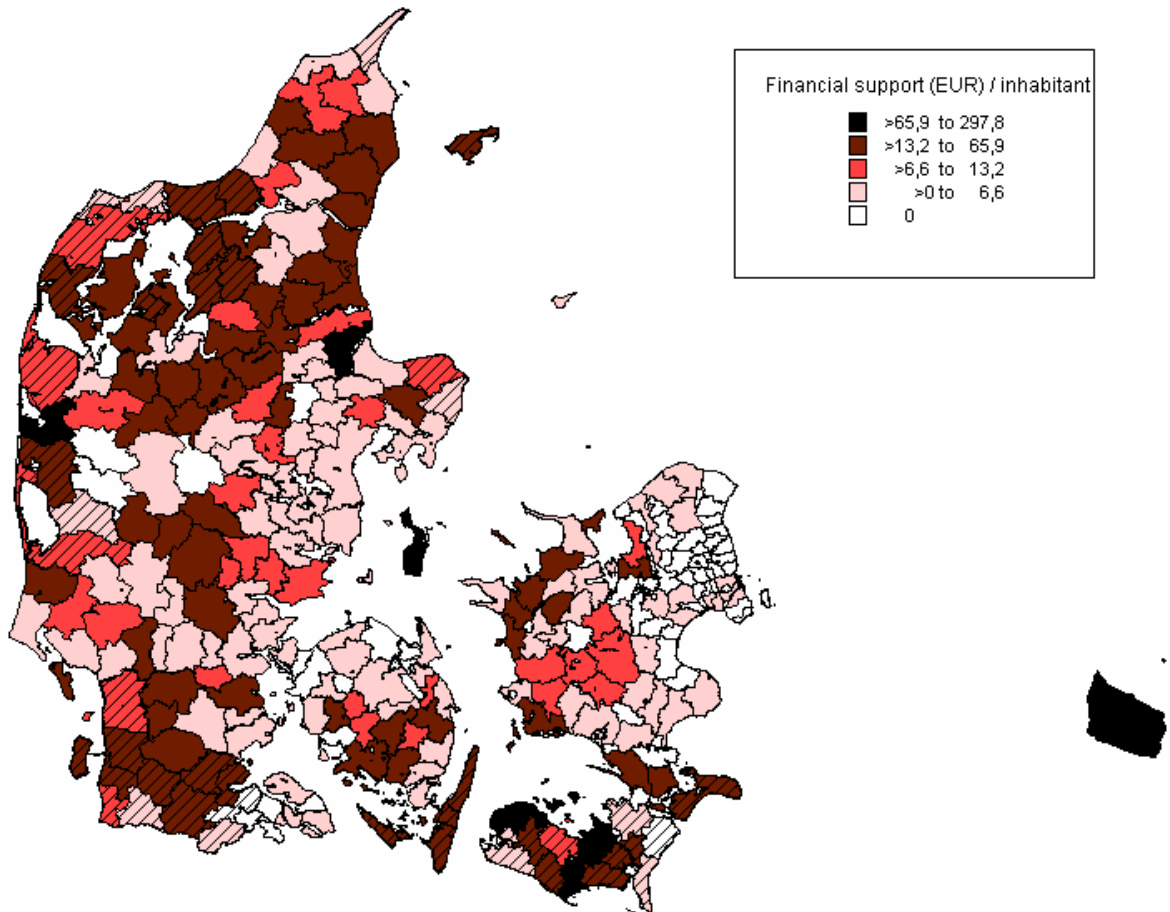 Financial support (EUR) / inhabitant
>65,9 to 297,8
>13,2 to 65,9
>6,6 to 13,2
>0 to 6,6
0